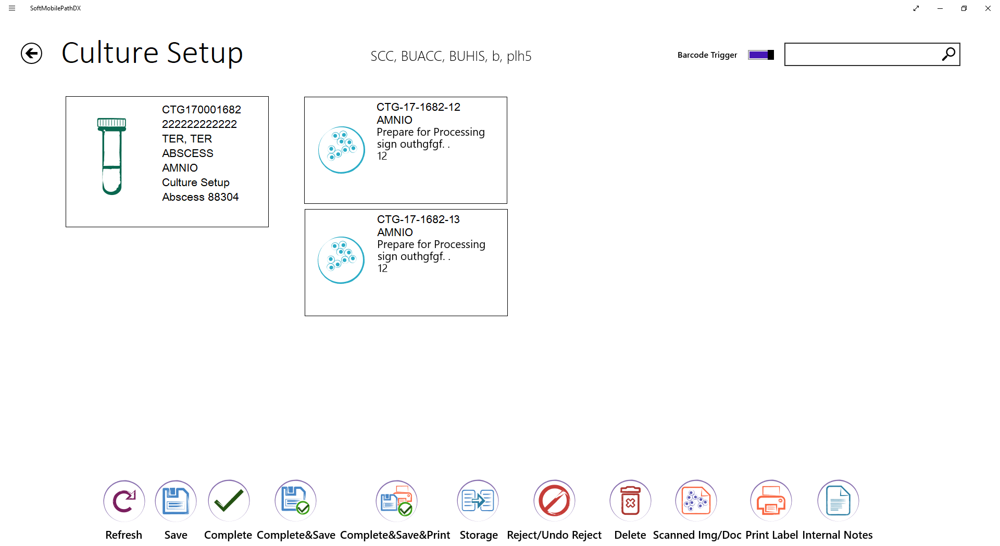 SoftMobilePathDX
Culture Setup
SCC, BUACC, BUHIS, b, plh5
Barcode Trigger
CTG170001682
222222222222
TER, TER
ABSCESS
AMNIO
Culture Setup
Abscess 88304
CTG-17-1682-12
AMNIO
Prepare for Processing
sign outhgfgf. .
12
CTG-17-1682-13
AMNIO
Prepare for Processing
sign outhgfgf. .
12
Refresh
Save
Complete
Complete&Save
Complete&Save&Print
Storage
Reject/Undo Reject
Delete
Scanned Img/Doc
Print Label
Internal Notes